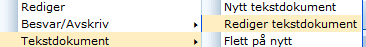 Rediger
Besvar/Avskriv
Tekstdokument
Nytt tekstdokument
Rediger tekstdokument
Flett på nytt